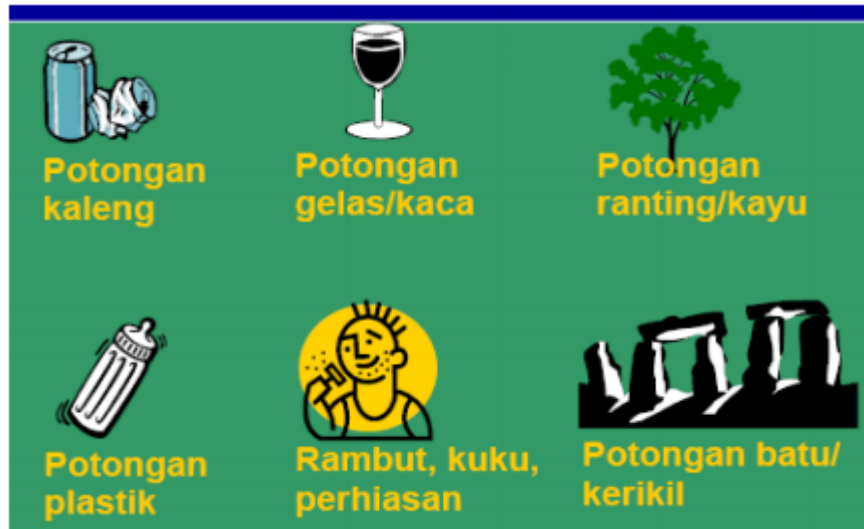 Potongan
kaleng
Potongan
gelas/kaca
Potongan
ranting/kayu
Potongan
plastik
Rambut, kuku,
perhiasan
Potongan batu/
kerikil